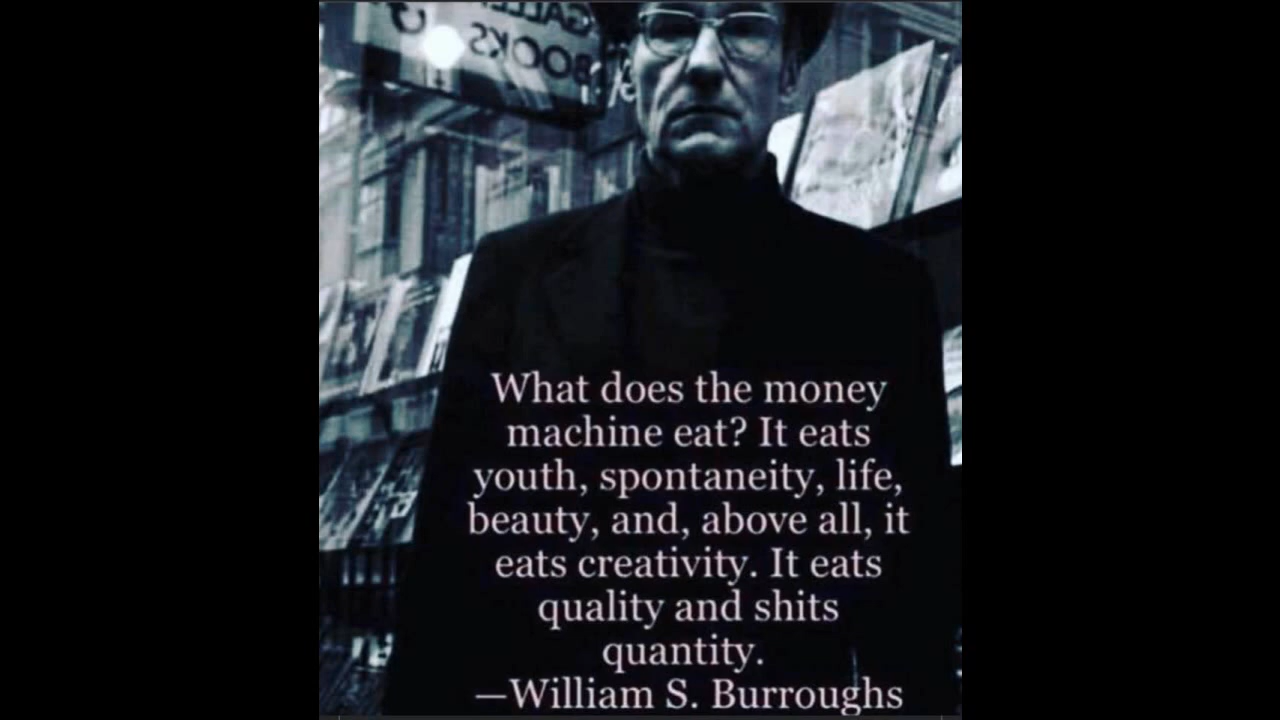 GALLE
BOOKS
What does the money
machine eat? It eats
youth, spontaneity, life,
beauty, and, above all, it
eats creativity. It eats
quality and shits
quantity.
—William S. Burroughs